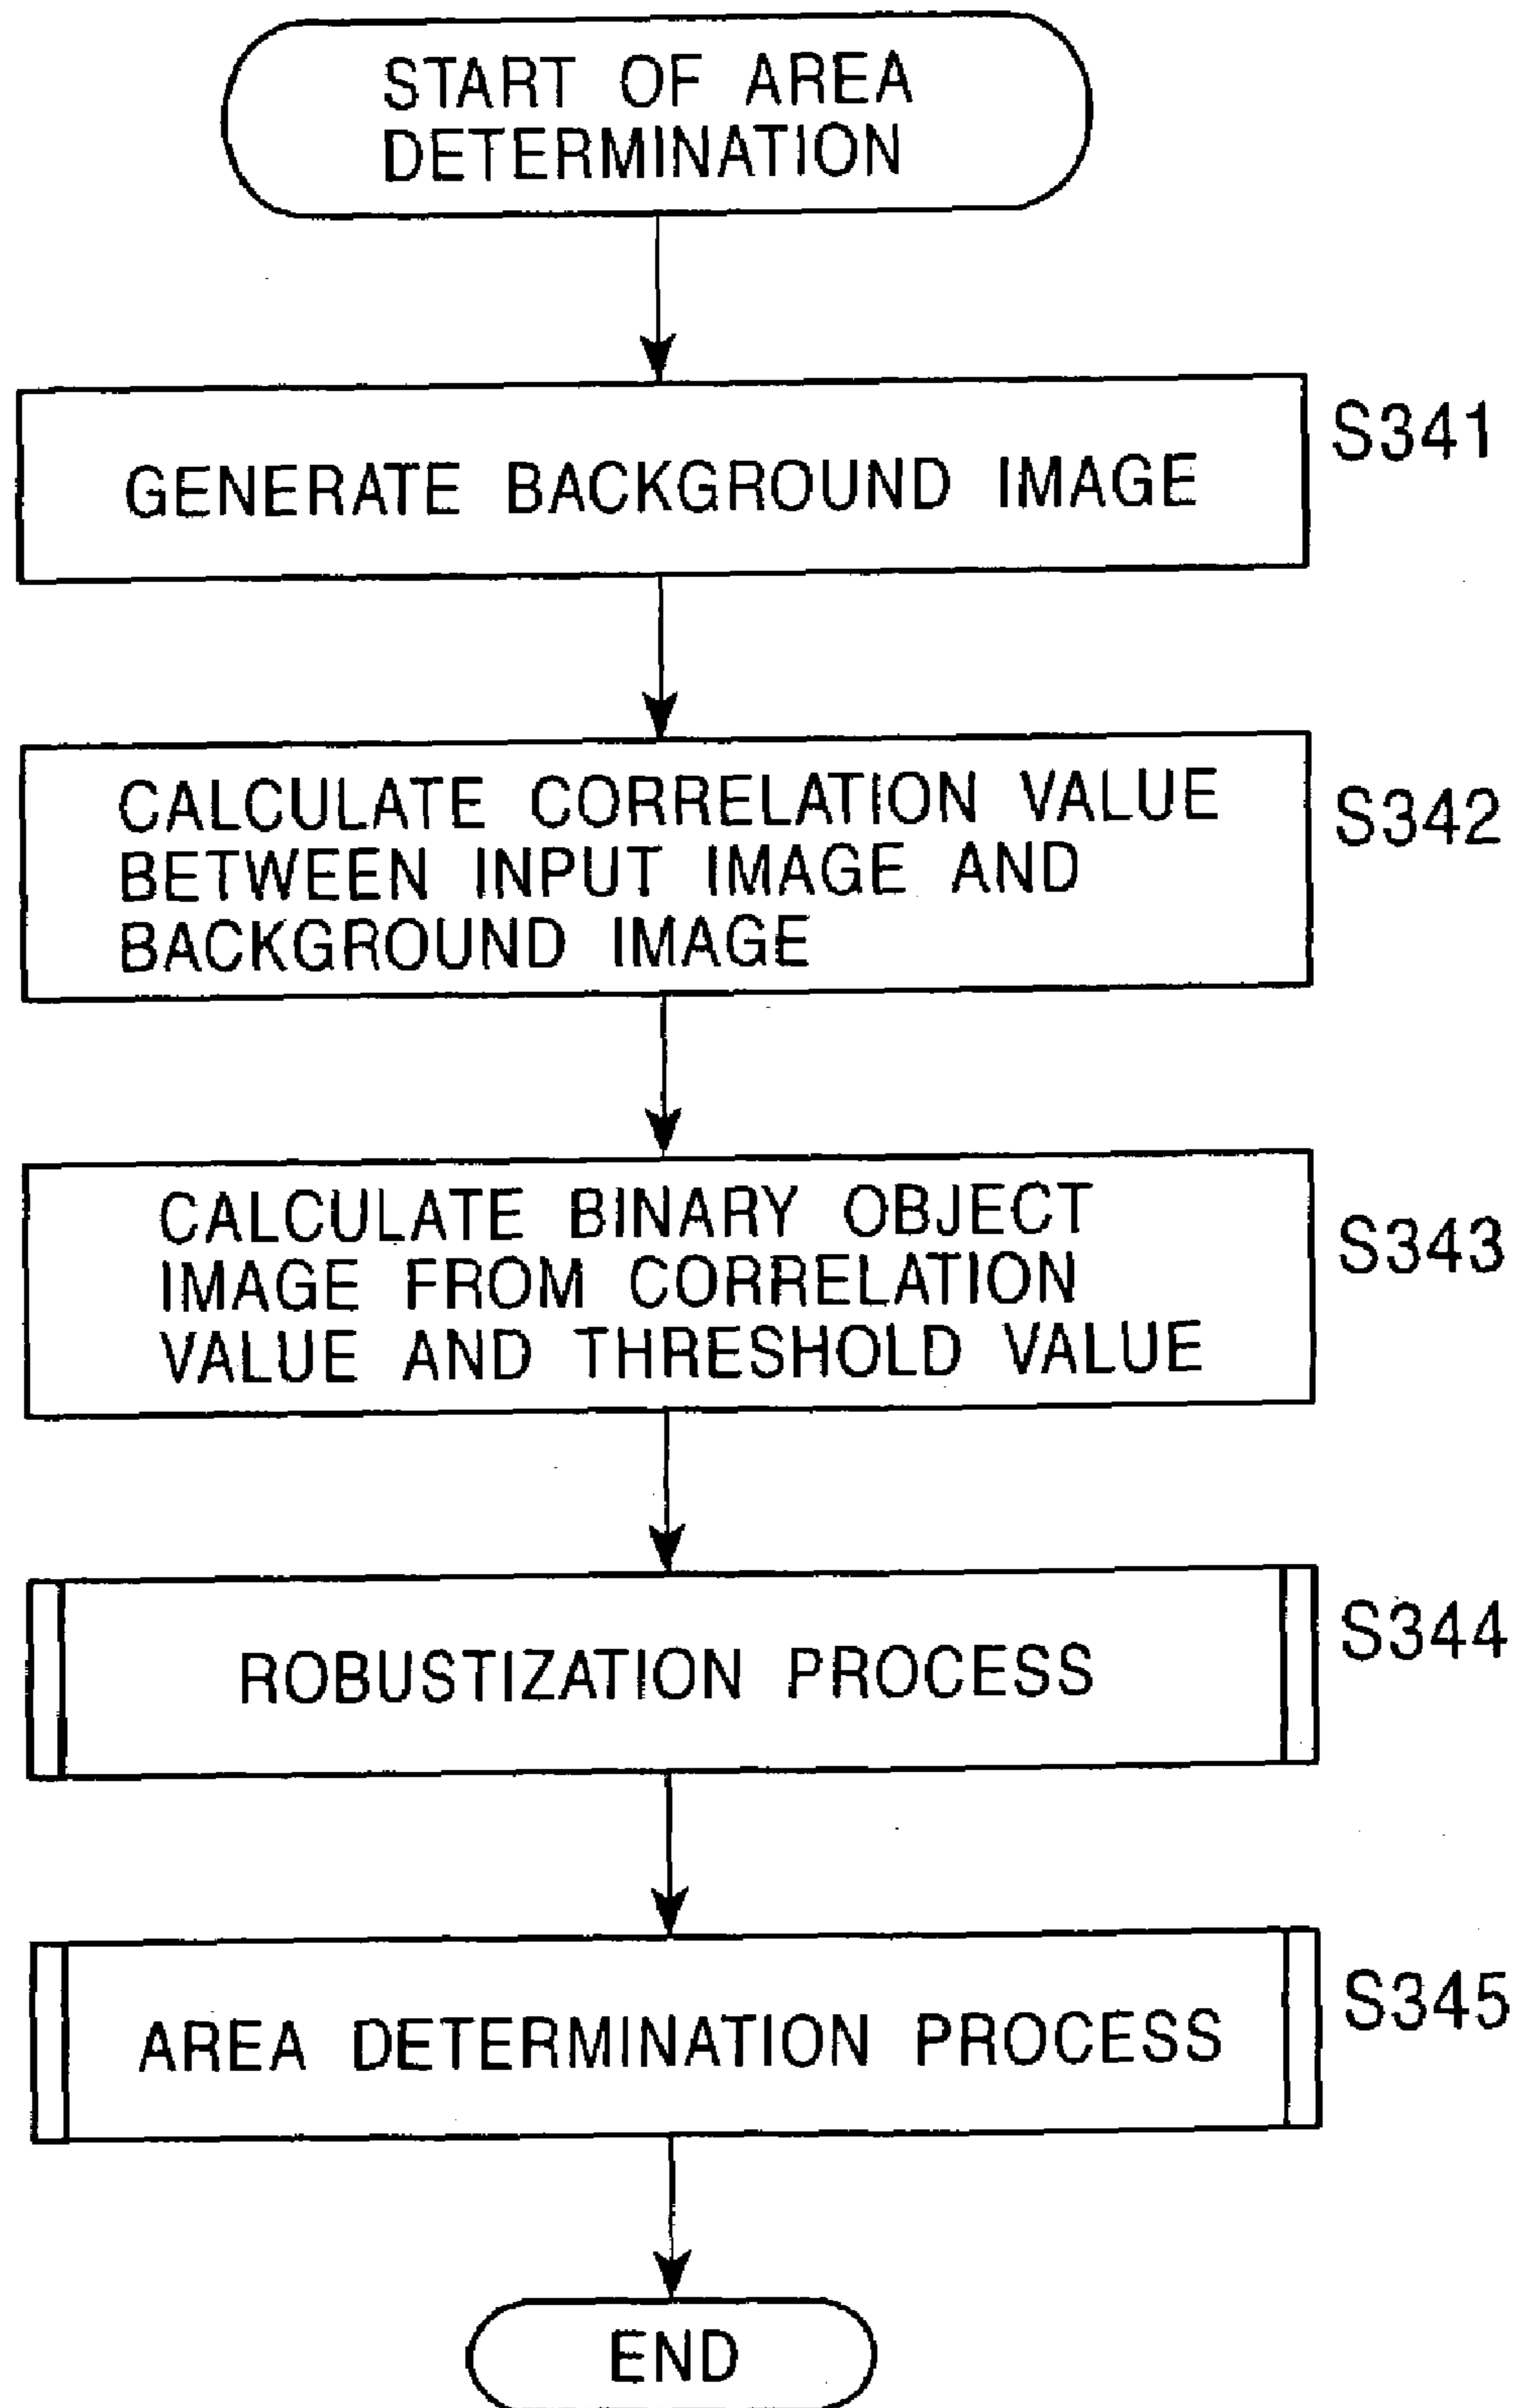 START OF AREA
DETERMINATION
S341
GENERATE BACKGROUND IMAGE
S342
CALCULATE CORRELATION VALUE
BETWEEN INPUT IMAGE AND
BACKGROUND IMAGE
S343
CALCULATE BINARY OBJECT
IMAGE FROM CORRELATION
VALUE AND THRESHOLD VALUE
S344
ROBUSTIZATION PROCESS
S345
AREA DETERMINATION PROCESS
END